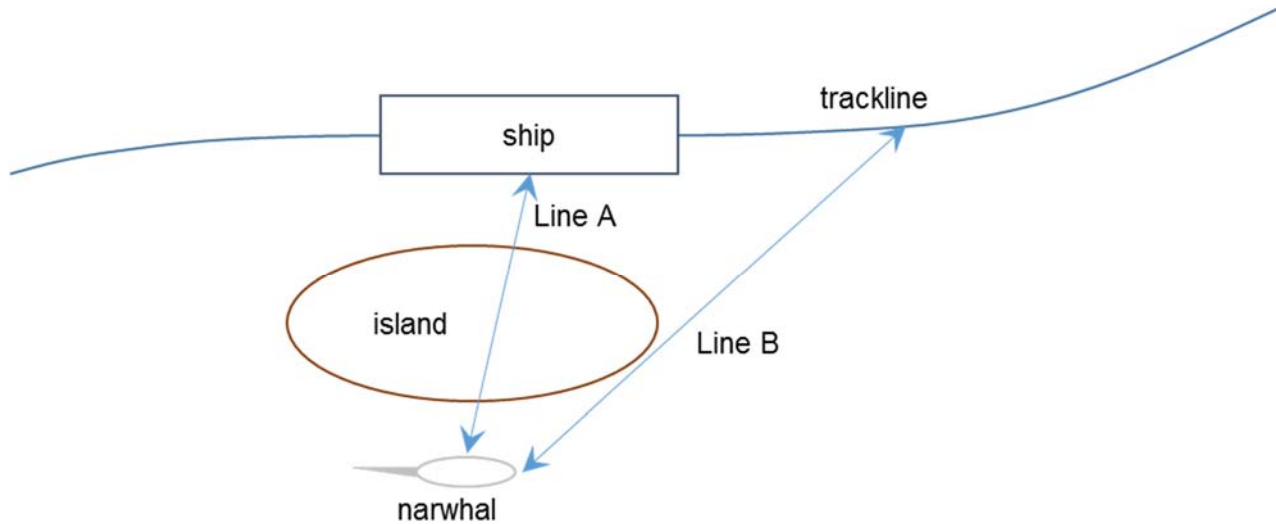 trackline
ship
Line A
island
Line B
narwhal